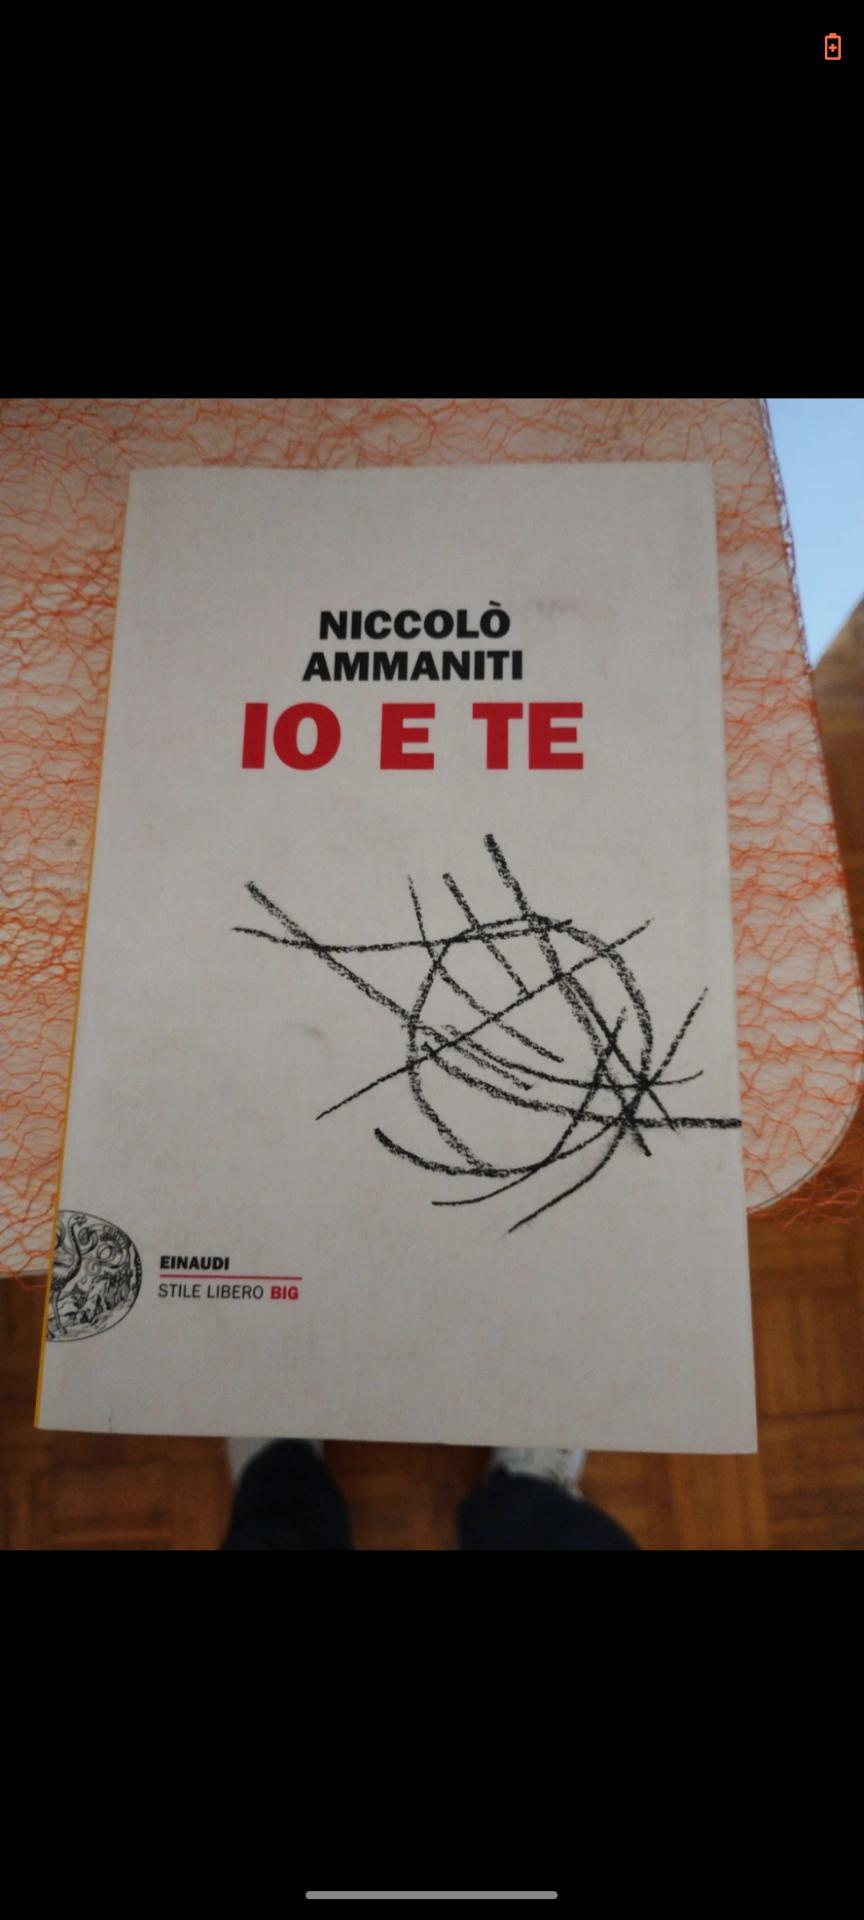 NICCOLÒ
AMMANITI
IO E TE
EINAUDI
STILE LIBERO BIG